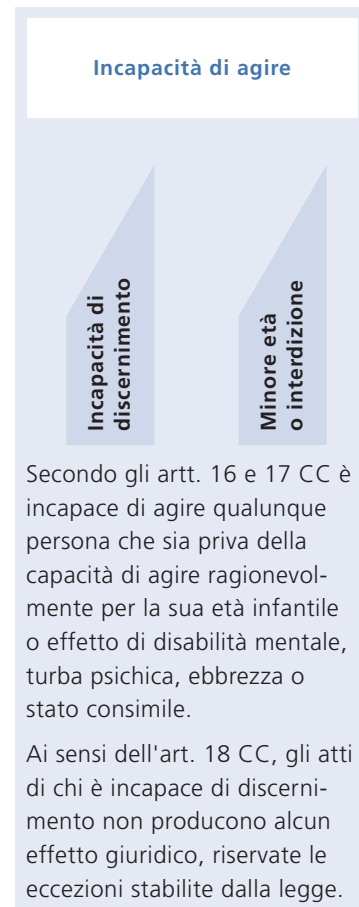 Incapacità di agire
Incapacità di
discernimento
Minore età
o interdizione
Secondo gli artt. 16 e 17 CC è
incapace di agire qualunque
persona che sia priva della
capacità di agire ragionevol-
mente per la sua età infantile
o effetto di disabilità mentale,
turba psichica, ebbrezza o
stato consimile.
Ai sensi dell'art. 18 CC, gli atti
di chi è incapace di discerni-
mento non producono alcun
effetto giuridico, riservate le
eccezioni stabilite dalla legge.